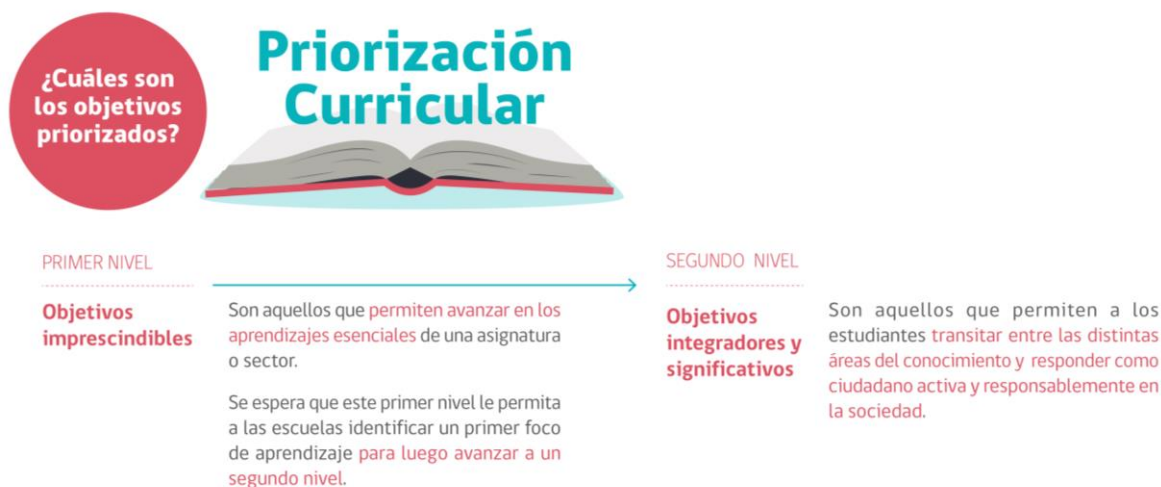 ¿Cuáles son
los objetivos
priorizados?
Priorización
Curricular
PRIMER NIVEL
Objetivos
imprescindibles
Son aquellos que permiten avanzar en los
aprendizajes esenciales de una asignatura
o sector.
Se espera que este primer nivel le permita
a las escuelas identificar un primer foco
de aprendizaje para luego avanzar a un
segundo nivel.
SEGUNDO NIVEL
Objetivos
integradores y
significativos
Son aquellos que permiten a los
estudiantes transitar entre las distintas
áreas del conocimiento y responder como
ciudadano activa y responsablemente en
la sociedad.